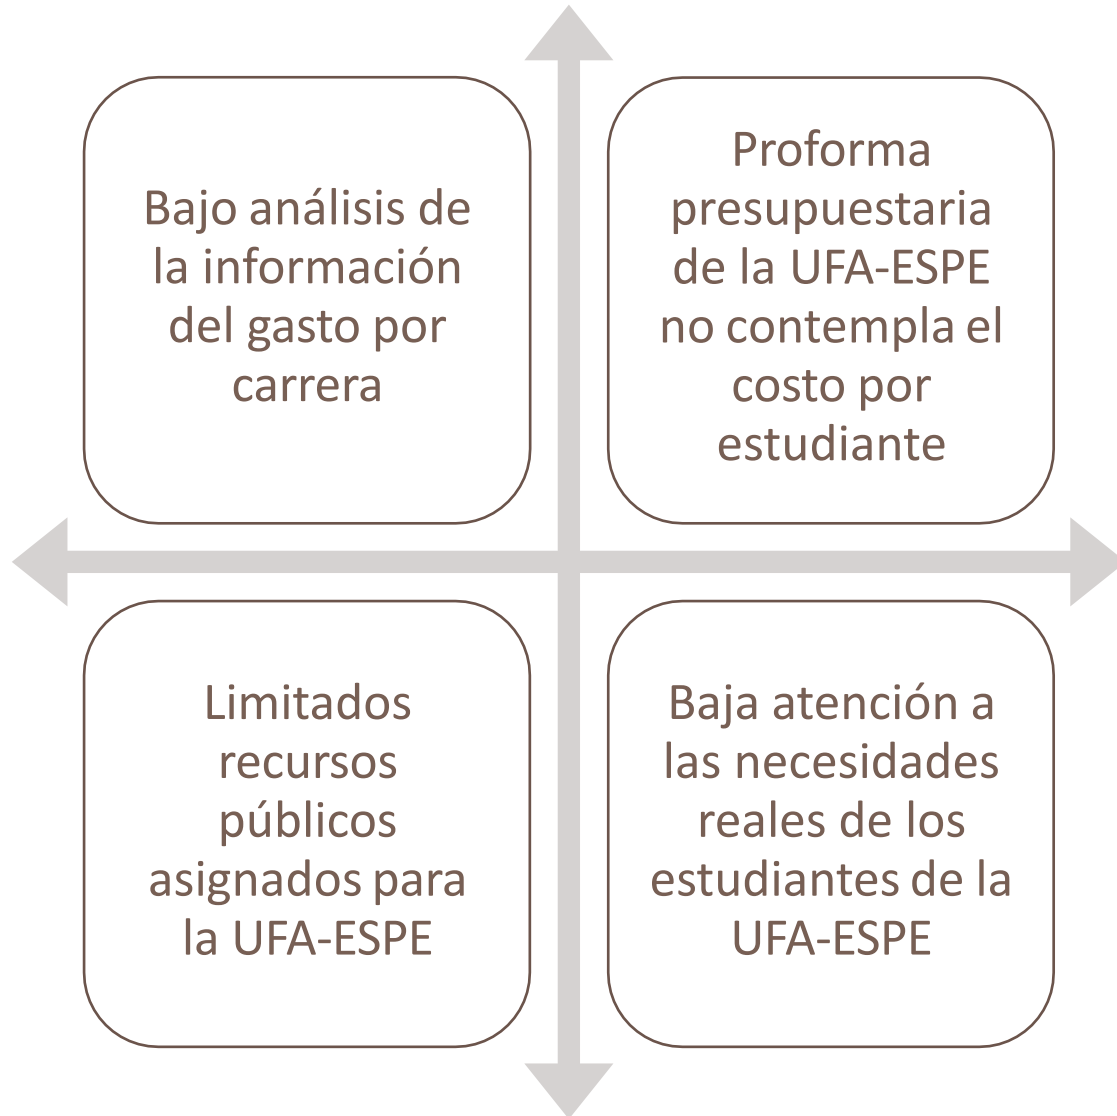 Bajo análisis de
la información
del gasto por
carrera
Proforma
presupuestaria
de la UFA-ESPE
no contempla el
costo por
estudiante
Limitados
recursos
públicos
asignados para
la UFA-ESPE
Baja atención a
las necesidades
reales de los
estudiantes de la
UFA-ESPE